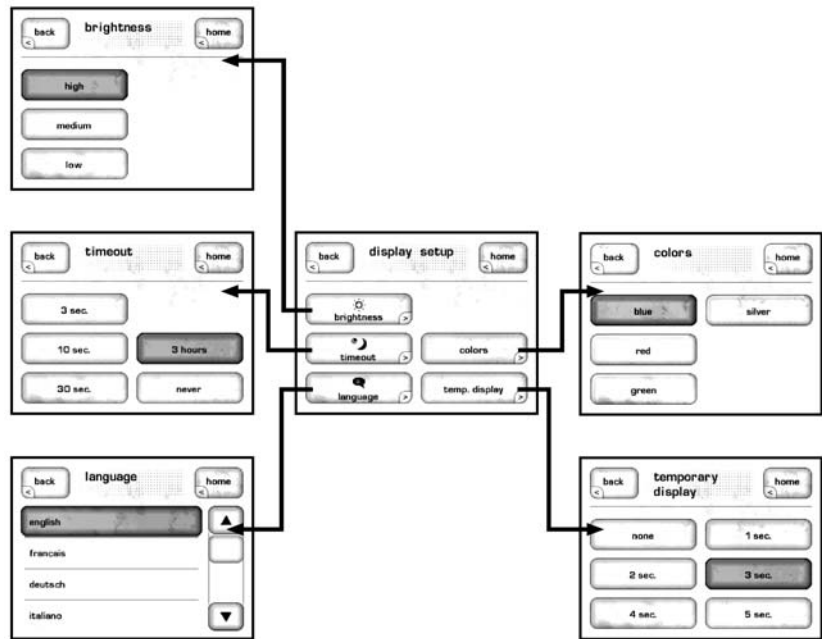 back
brightness
home
<
<
high
medium
low
back
timeout
home
<
<
3 sec.
10 sec.
3 hours
30 sec.
never
back
display setup
home
<
<
brightness
>
timeout
>
colors
>
language
>
temp. display
>
back
colors
home
<
<
blue
silver
red
green
back
language
home
<
<
english
francais
deutsch
italiano
back
temporary
display
home
<
<
none
1 sec.
2 sec.
3 sec.
4 sec.
5 sec.